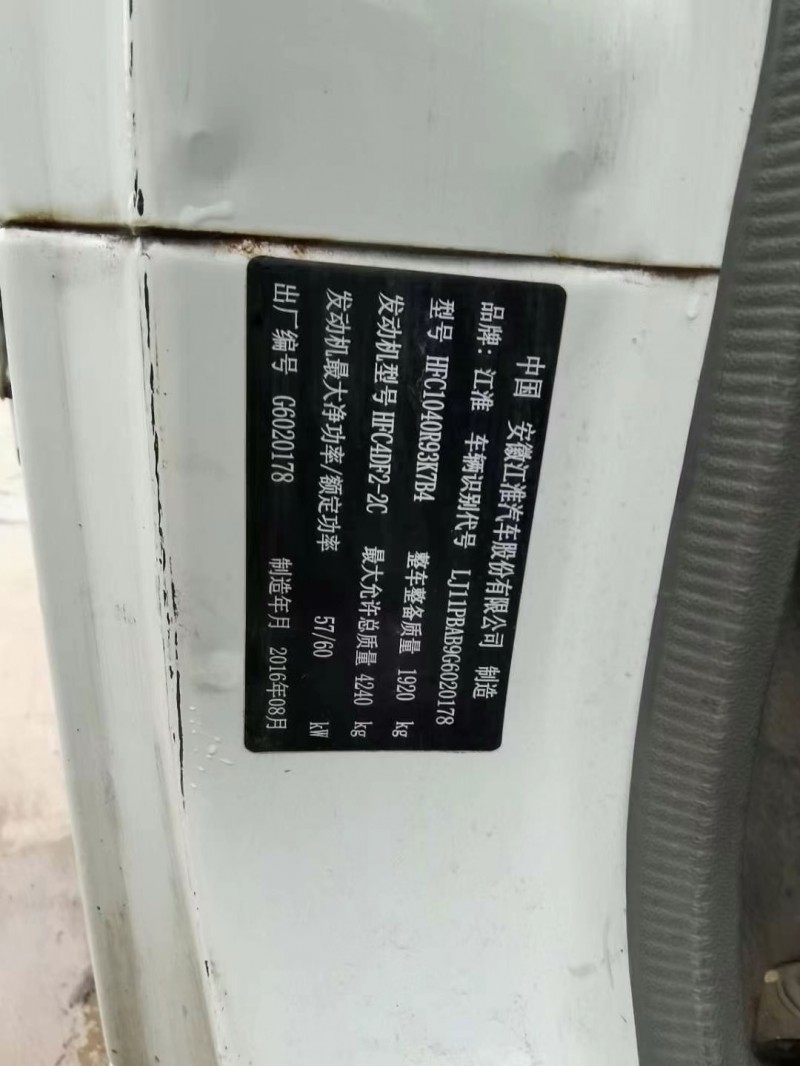 中国 安徽江淮汽车股份有限公司 制造
品牌：江淮 车辆识别代号 LJ11PBAB9G6020178
型号 HFC1040R93K7B4 整车整备质量 1920 kg
发动机型号 HFC4DF2-2C 最大允许总质量 4240 kg
发动机最大净功率/额定功率 57/60 kW
出厂编号 G6020178 制造年月 2016年08月